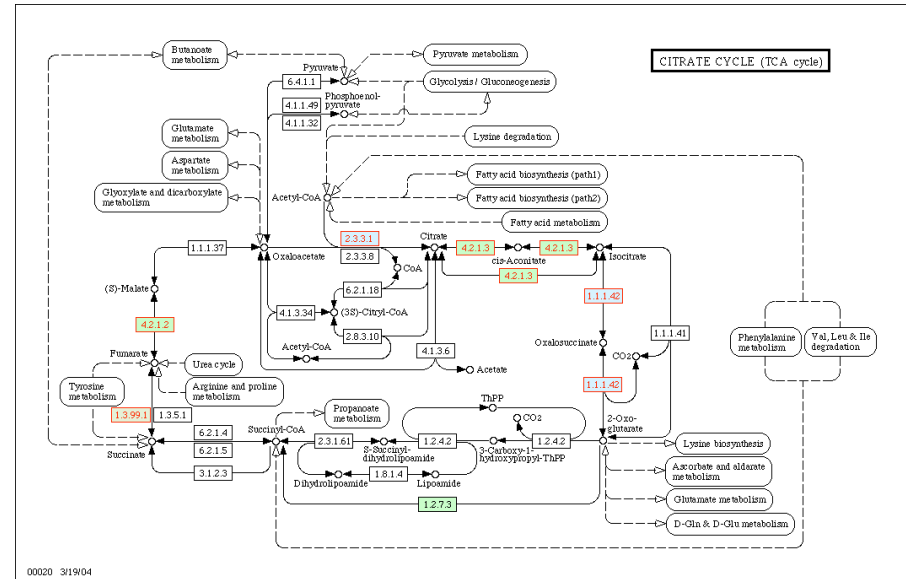 Butanoate
metabolism
Pyruvate metabolism
CITRATE CYCLE (TCA cycle)
Pyruvate
6.4.1.1
Glycolysis / Gluconeogenesis
Phosphoenol-
pyruvate
4.1.1.49
4.1.1.32
Glutamate
metabolism
Lysine degradation
Aspartate
metabolism
Fatty acid biosynthesis (path1)
Glyoxylate and dicarboxylate
metabolism
Acetyl-CoA
Fatty acid biosynthesis (path2)
Fatty acid metabolism
2.3.3.1
Citrate
1.1.1.37
Oxaloacetate
2.3.3.8
4.2.1.3
4.2.1.3
cis-Aconitate
Isocitrate
CoA
4.2.1.3
(S)-Malate
6.2.1.18
1.1.1.42
4.1.3.34
(3S)-Citryl-CoA
4.2.1.2
2.8.3.10
1.1.1.41
Oxalosuccinate
Phenylalanine
metabolism
Val, Leu & Ile
degradation
Acetyl-CoA
4.1.3.6
CO2
Fumarate
Urea cycle
Acetate
Tyrosine
metabolism
Arginine and proline
metabolism
1.1.1.42
1.3.99.1
1.3.5.1
Propanoate
metabolism
ThPP
CO2
2-Oxo-
glutarate
Succinyl-CoA
6.2.1.4
6.2.1.5
2.3.1.61
1.2.4.2
1.2.4.2
Lysine biosynthesis
Succinate
S-Succinyl-
dihydrolipoamide
3-Carboxy-1-
hydroxypropyl-ThPP
3.1.2.3
1.8.1.4
Dihydrolipoamide
Lipoamide
Ascorbate and aldarate
metabolism
1.2.7.3
Glutamate metabolism
D-Gln & D-Glu metabolism
00020 3/19/04